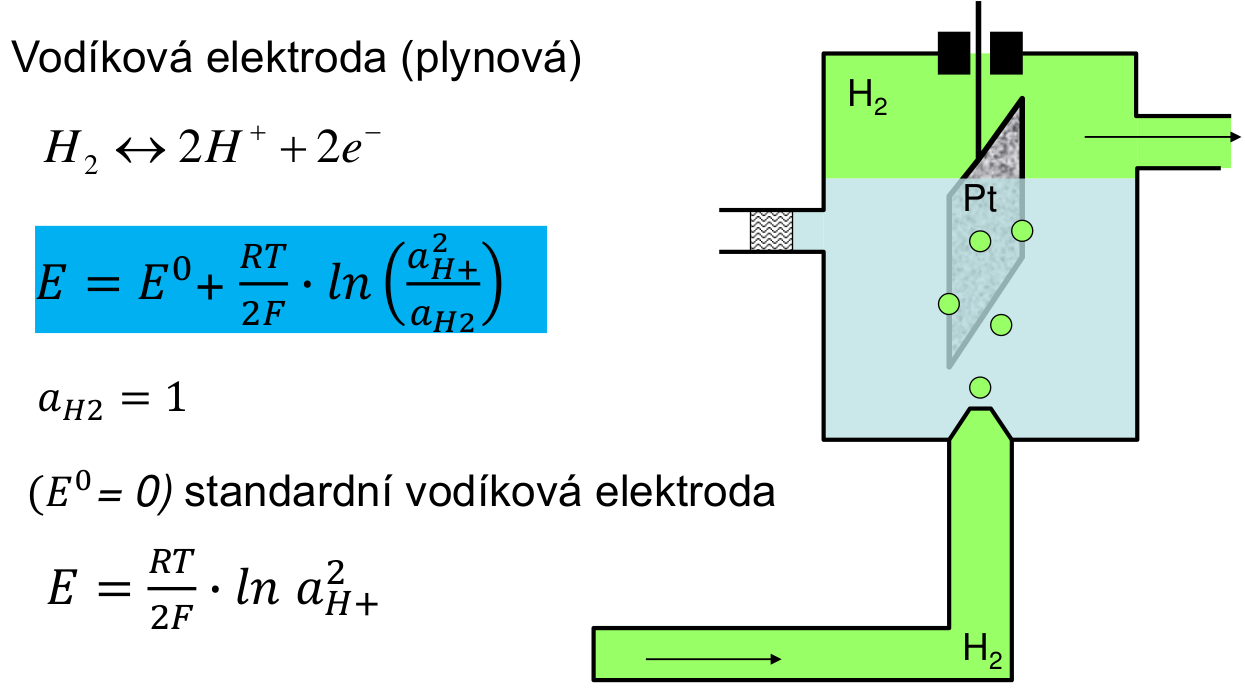 Vodíková elektroda (plynová)
H₂ ↔ 2H⁺ + 2e⁻
E = E⁰ + RT/2F · ln (a²H+ / aH2)
aH2 = 1
(E⁰ = 0) standardní vodíková elektroda
E = RT/2F · ln a²H+
H₂
Pt
H₂